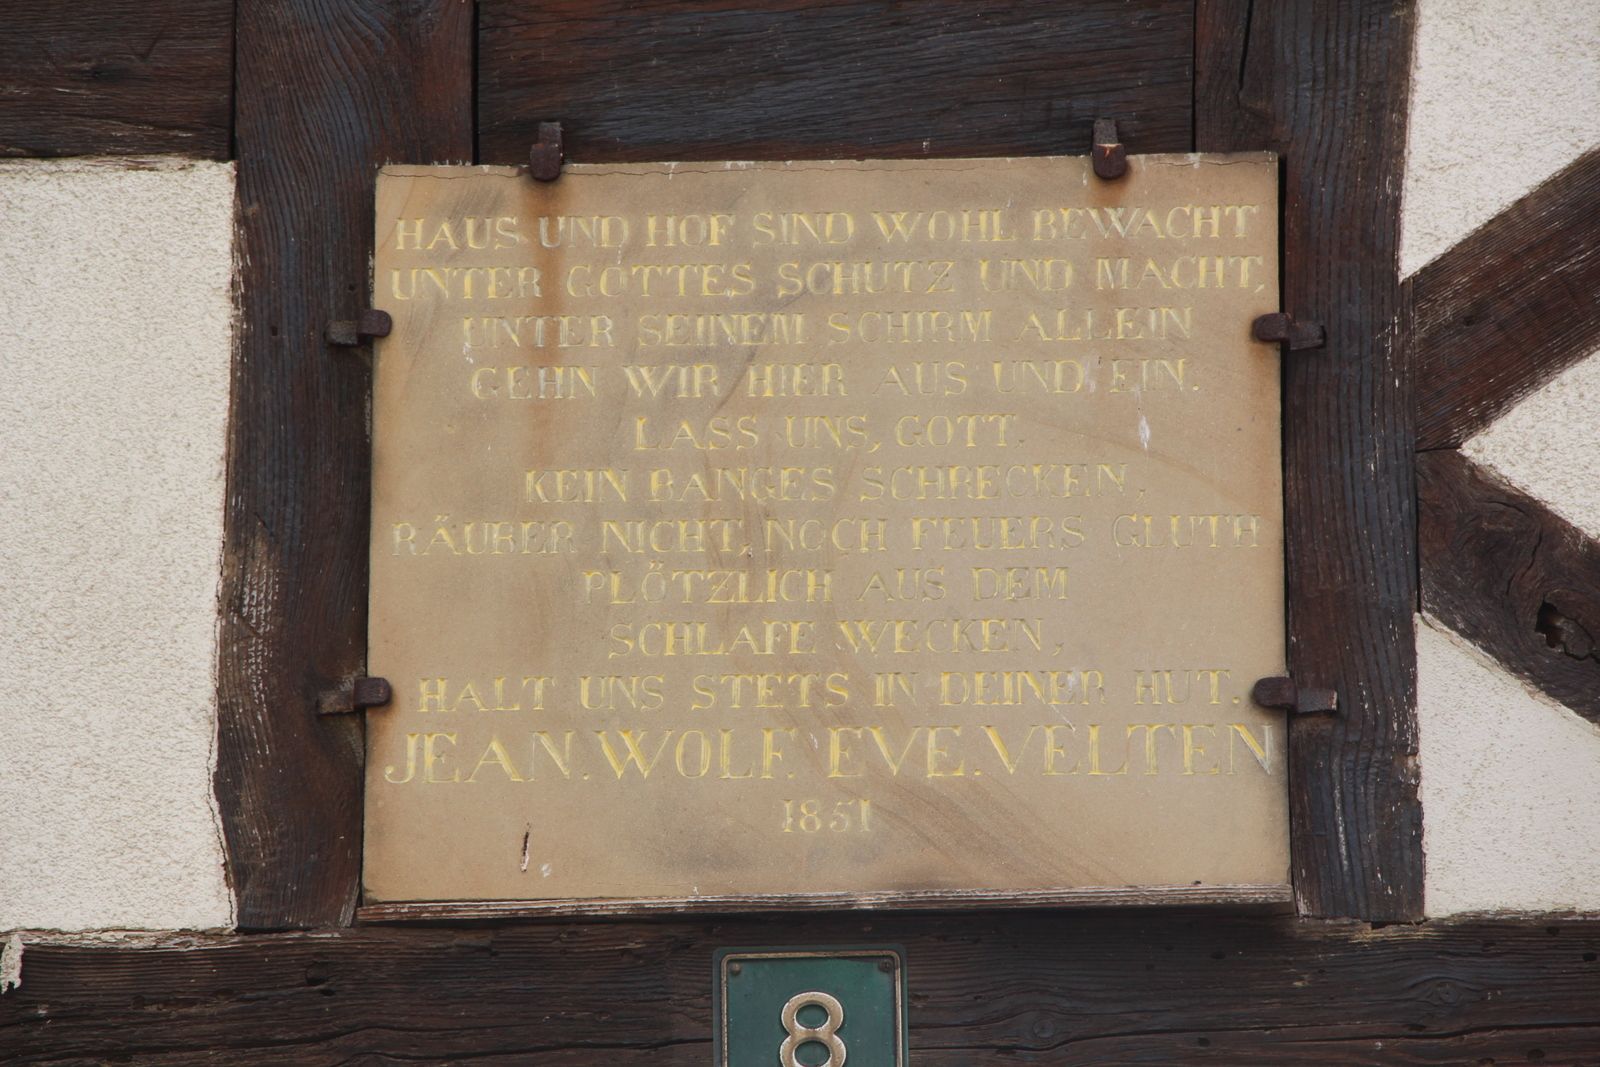 HAUS UND HOF SIND WOHL BEWACHT
UNTER GOTTES SCHUTZ UND MACHT,
UNTER SEINEM SCHIRM ALLEIN
GEHN WIR HIER AUS UND EIN.
LASS UNS, GOTT,
KEIN BANGES SCHRECKEN,
RÄUBER NICHT, NOCH FEUERS GLUTH
PLÖTZLICH AUS DEM
SCHLAFE WECKEN,
HALT UNS STETS IN DEINER HUT.
JEAN.WOLF. EVE.VELTEN
1851
8